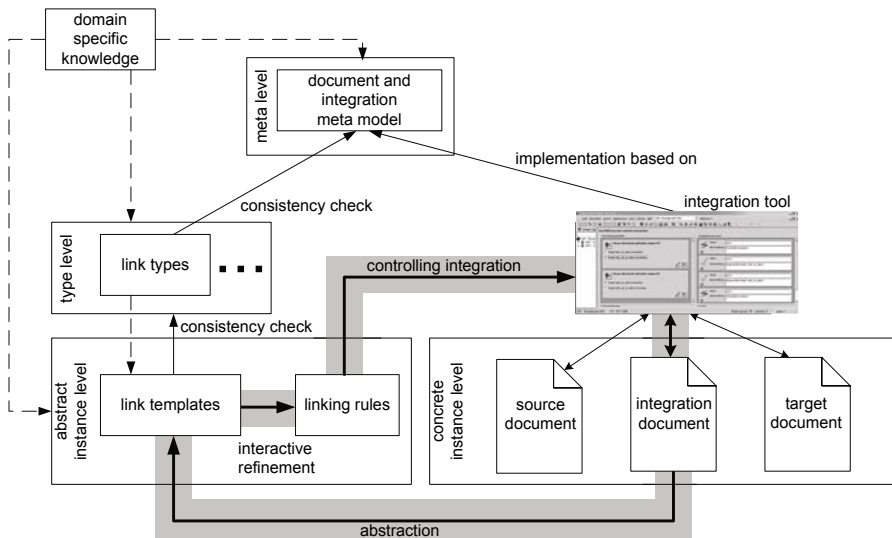 domain
specific
knowledge
meta level
document and
integration
meta model
implementation based on
integration tool
consistency check
type level
link types
controlling integration
consistency check
abstract
instance level
link templates
linking rules
interactive
refinement
concrete
instance level
source
document
integration
document
target
document
abstraction